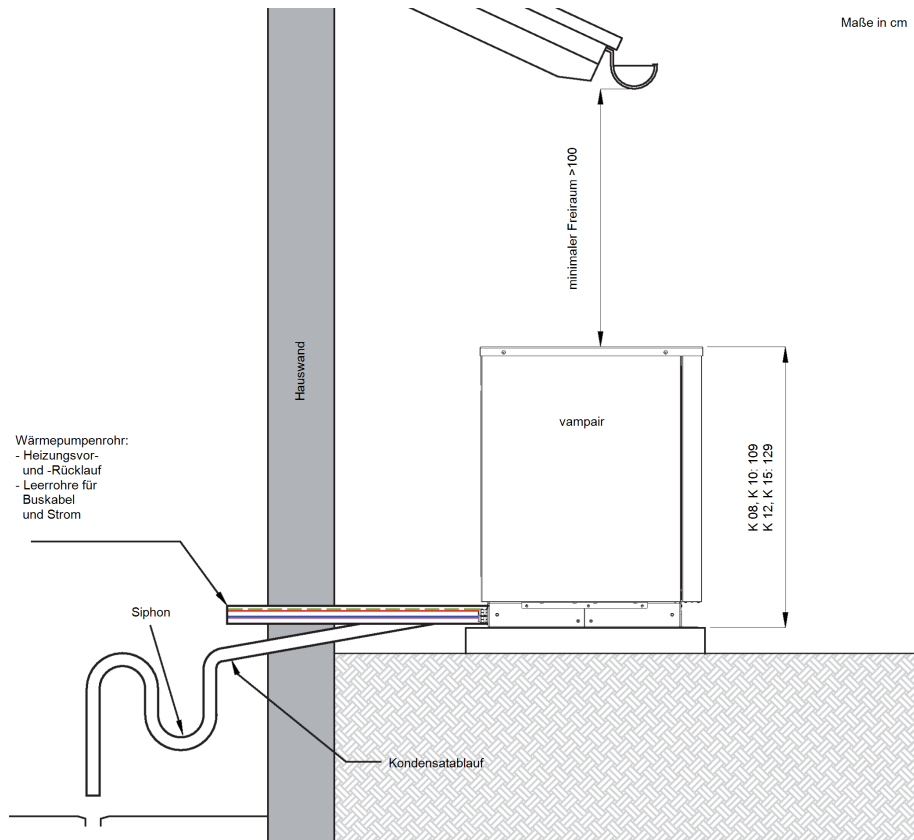 Maße in cm
minimaler Freiraum >100
Hauswand
vampair
K 08, K 10: 109
K 12, K 15: 129
Wärmepumpenrohr:
- Heizungsvor-
und -Rücklauf
- Leerrohre für
Buskabel
und Strom
Siphon
Kondensatablauf